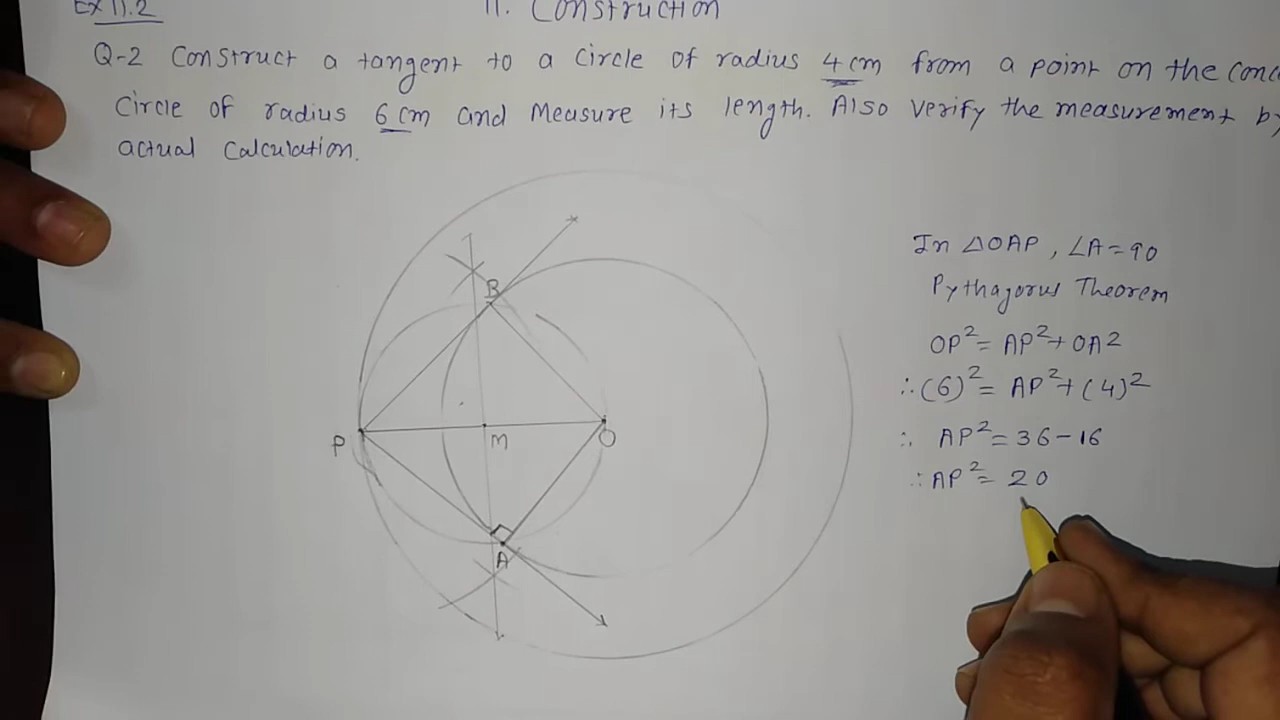 Ex 11.2
11. Construction
Q-2 Construct a tangent to a circle of radius 4 cm from a point on the
circle of radius 6 cm and Measure its length. Also verify the measurement
actual calculation.
In △OAP, ∠A=90
Pythagorus Theorem
OP²= AP²+OA²
∴(6)²= AP²+(4)²
∴ AP²=36-16
∴AP²= 20
B
P
M
O
A